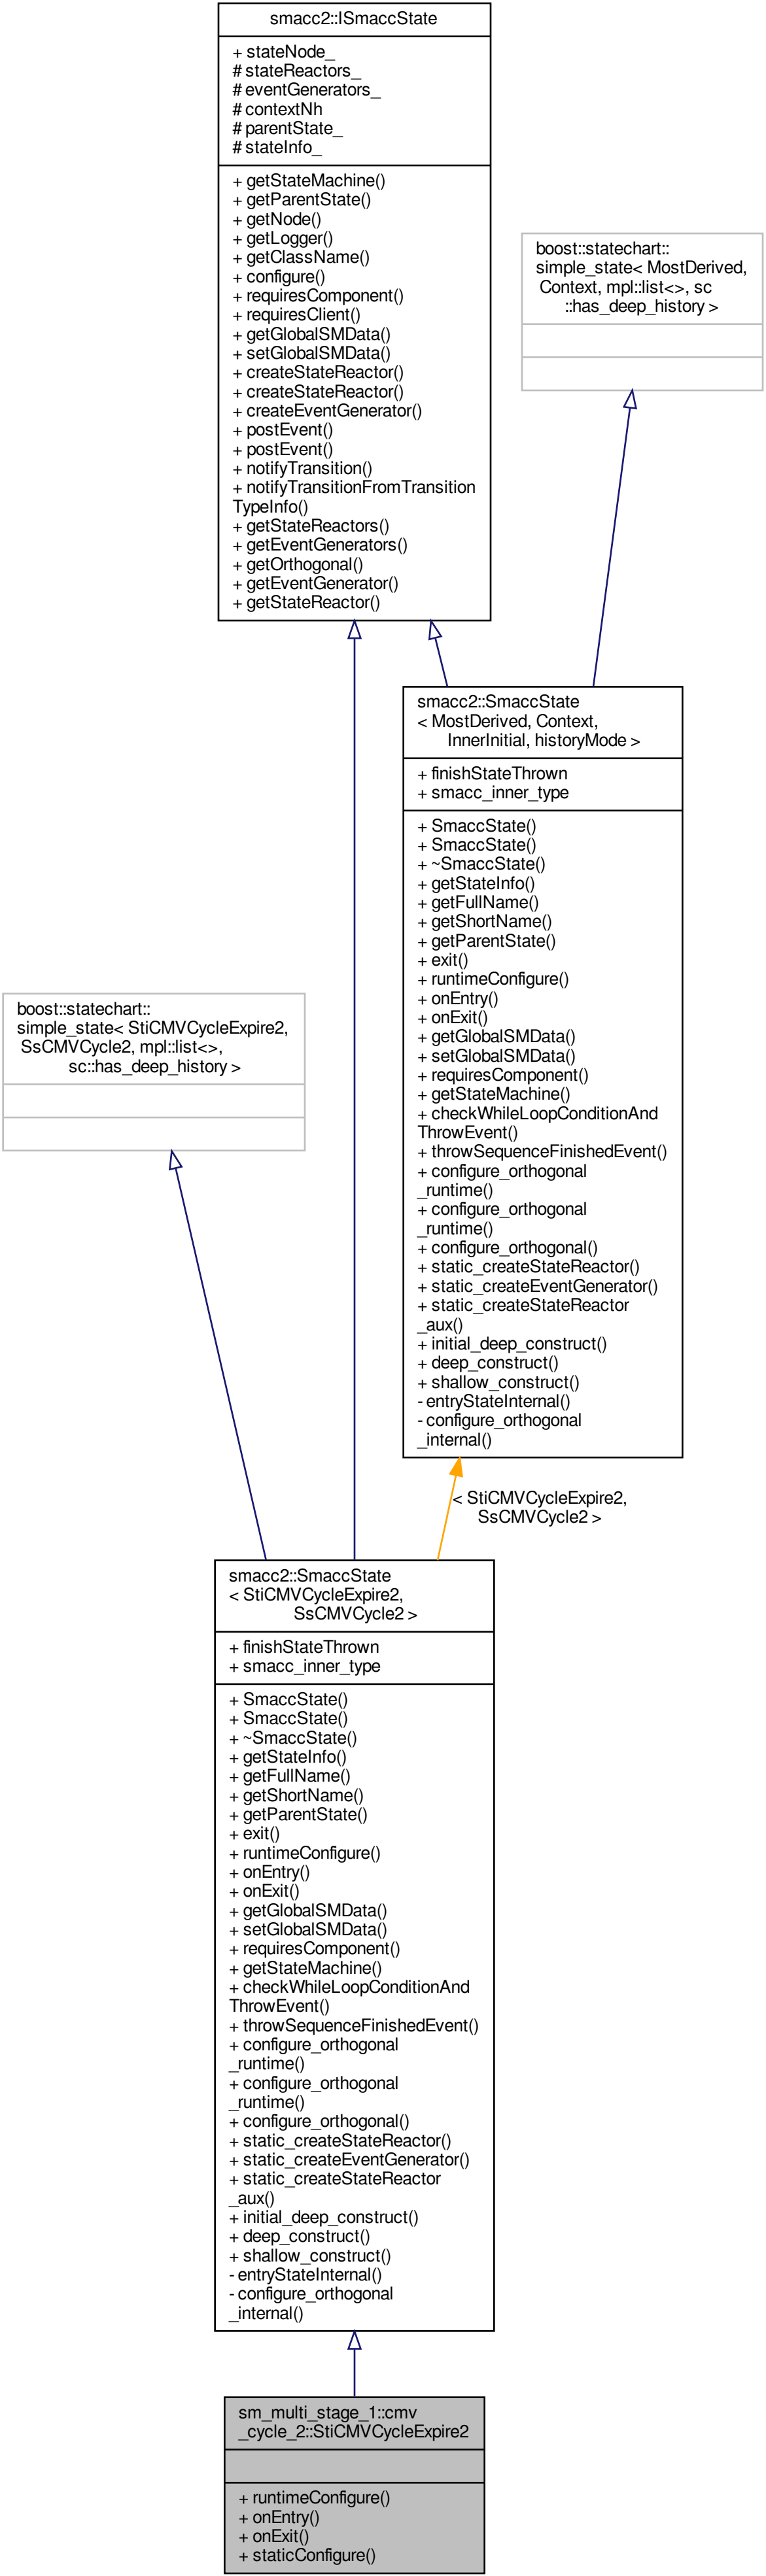 smacc2::ISmaccState
+ stateNode_
# stateReactors_
# eventGenerators_
# contextNh
# parentState_
# stateInfo_
+ getStateMachine()
+ getParentState()
+ getNode()
+ getLogger()
+ getClassName()
+ configure()
+ requiresComponent()
+ requiresClient()
+ getGlobalSMData()
+ setGlobalSMData()
+ createStateReactor()
+ createStateReactor()
+ createEventGenerator()
+ postEvent()
+ postEvent()
+ notifyTransition()
+ notifyTransitionFromTransition
TypeInfo()
+ getStateReactors()
+ getEventGenerators()
+ getOrthogonal()
+ getEventGenerator()
+ getStateReactor()
boost::statechart::
simple_state< MostDerived,
Context, mpl::list<>, sc
::has_deep_history >
smacc2::SmaccState
< MostDerived, Context,
InnerInitial, historyMode >
+ finishStateThrown
+ smacc_inner_type
+ SmaccState()
+ SmaccState()
+ ~SmaccState()
+ getStateInfo()
+ getFullName()
+ getShortName()
+ getParentState()
+ exit()
+ runtimeConfigure()
+ onEntry()
+ onExit()
+ getGlobalSMData()
+ setGlobalSMData()
+ requiresComponent()
+ getStateMachine()
+ checkWhileLoopConditionAnd
ThrowEvent()
+ throwSequenceFinishedEvent()
+ configure_orthogonal
_runtime()
+ configure_orthogonal
_runtime()
+ configure_orthogonal()
+ static_createStateReactor()
+ static_createEventGenerator()
+ static_createStateReactor
_aux()
+ initial_deep_construct()
+ deep_construct()
+ shallow_construct()
- entryStateInternal()
- configure_orthogonal
_internal()
boost::statechart::
simple_state< StiCMVCycleExpire2,
SsCMVCycle2, mpl::list<>,
sc::has_deep_history >
< StiCMVCycleExpire2,
SsCMVCycle2 >
smacc2::SmaccState
< StiCMVCycleExpire2,
SsCMVCycle2 >
+ finishStateThrown
+ smacc_inner_type
+ SmaccState()
+ SmaccState()
+ ~SmaccState()
+ getStateInfo()
+ getFullName()
+ getShortName()
+ getParentState()
+ exit()
+ runtimeConfigure()
+ onEntry()
+ onExit()
+ getGlobalSMData()
+ setGlobalSMData()
+ requiresComponent()
+ getStateMachine()
+ checkWhileLoopConditionAnd
ThrowEvent()
+ throwSequenceFinishedEvent()
+ configure_orthogonal
_runtime()
+ configure_orthogonal
_runtime()
+ configure_orthogonal()
+ static_createStateReactor()
+ static_createEventGenerator()
+ static_createStateReactor
_aux()
+ initial_deep_construct()
+ deep_construct()
+ shallow_construct()
- entryStateInternal()
- configure_orthogonal
_internal()
sm_multi_stage_1::cmv
_cycle_2::StiCMVCycleExpire2
+ runtimeConfigure()
+ onEntry()
+ onExit()
+ staticConfigure()